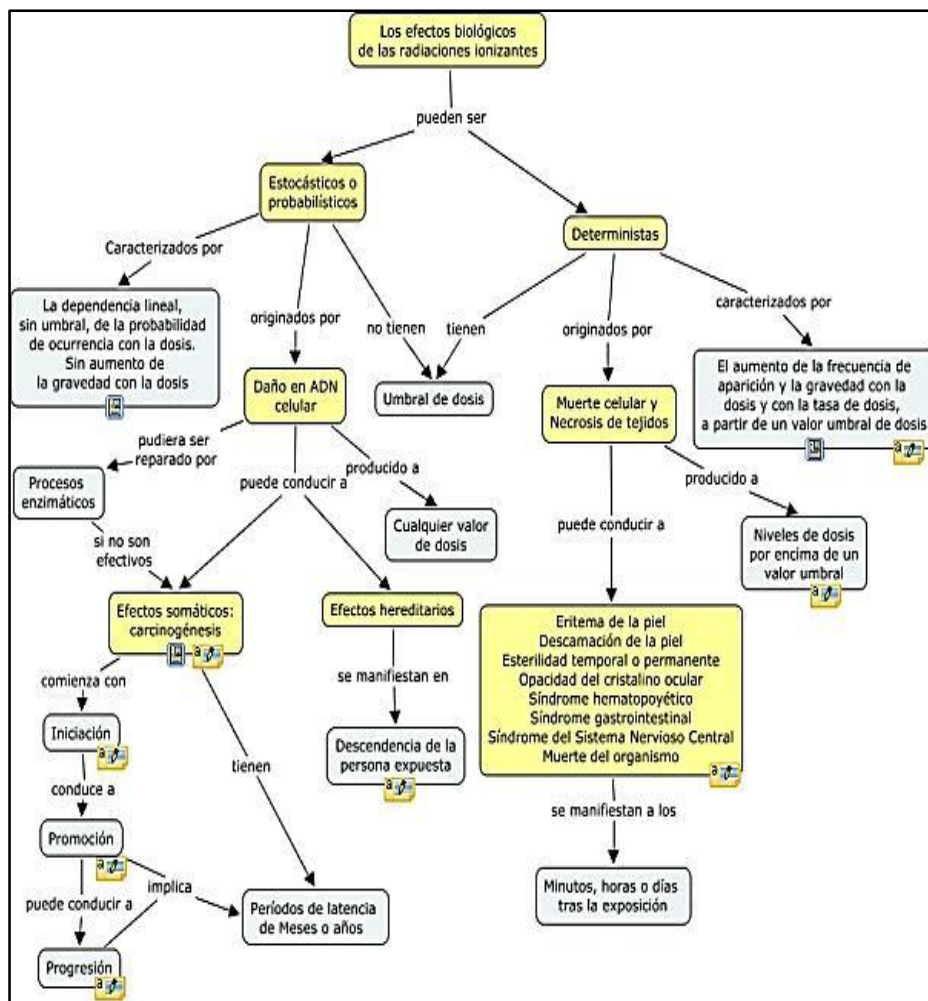 Los efectos biológicos
de las radiaciones ionizantes
pueden ser
Estocásticos o
probabilísticos
Deterministas
Caracterizados por
La dependencia lineal,
sin umbral, de la probabilidad
de ocurrencia con la dosis.
Sin aumento de
la gravedad con la dosis
originados por
no tienen
tienen
originados por
caracterizados por
Daño en ADN
celular
Umbral de dosis
Muerte celular y
Necrosis de tejidos
El aumento de la frecuencia de
aparición y la gravedad con la
dosis y con la tasa de dosis,
a partir de un valor umbral de dosis
pudiera ser
reparado por
Procesos
enzimáticos
puede conducir a
producido a
Cualquier valor
de dosis
puede conducir a
producido a
Niveles de dosis
por encima de un
valor umbral
si no son
efectivos
Efectos somáticos:
carcinogénesis
Efectos hereditarios
Eritema de la piel
Descamación de la piel
Esterilidad temporal o permanente
Opacidad del cristalino ocular
Síndrome hematopoyético
Síndrome gastrointestinal
Síndrome del Sistema Nervioso Central
Muerte del organismo
comienza con
Iniciación
se manifiestan en
Descendencia de la
persona expuesta
tienen
conduce a
Promoción
implica
se manifiestan a los
Minutos, horas o días
tras la exposición
puede conducir a
Períodos de latencia
de Meses o años
Progresión